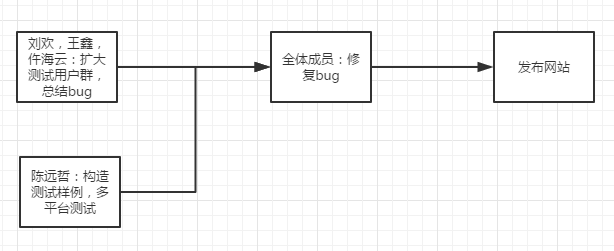 刘欢，王鑫，
仵海云：扩大
测试用户群，
总结bug
全体成员：修
复bug
发布网站
陈远哲：构造
测试样例，多
平台测试